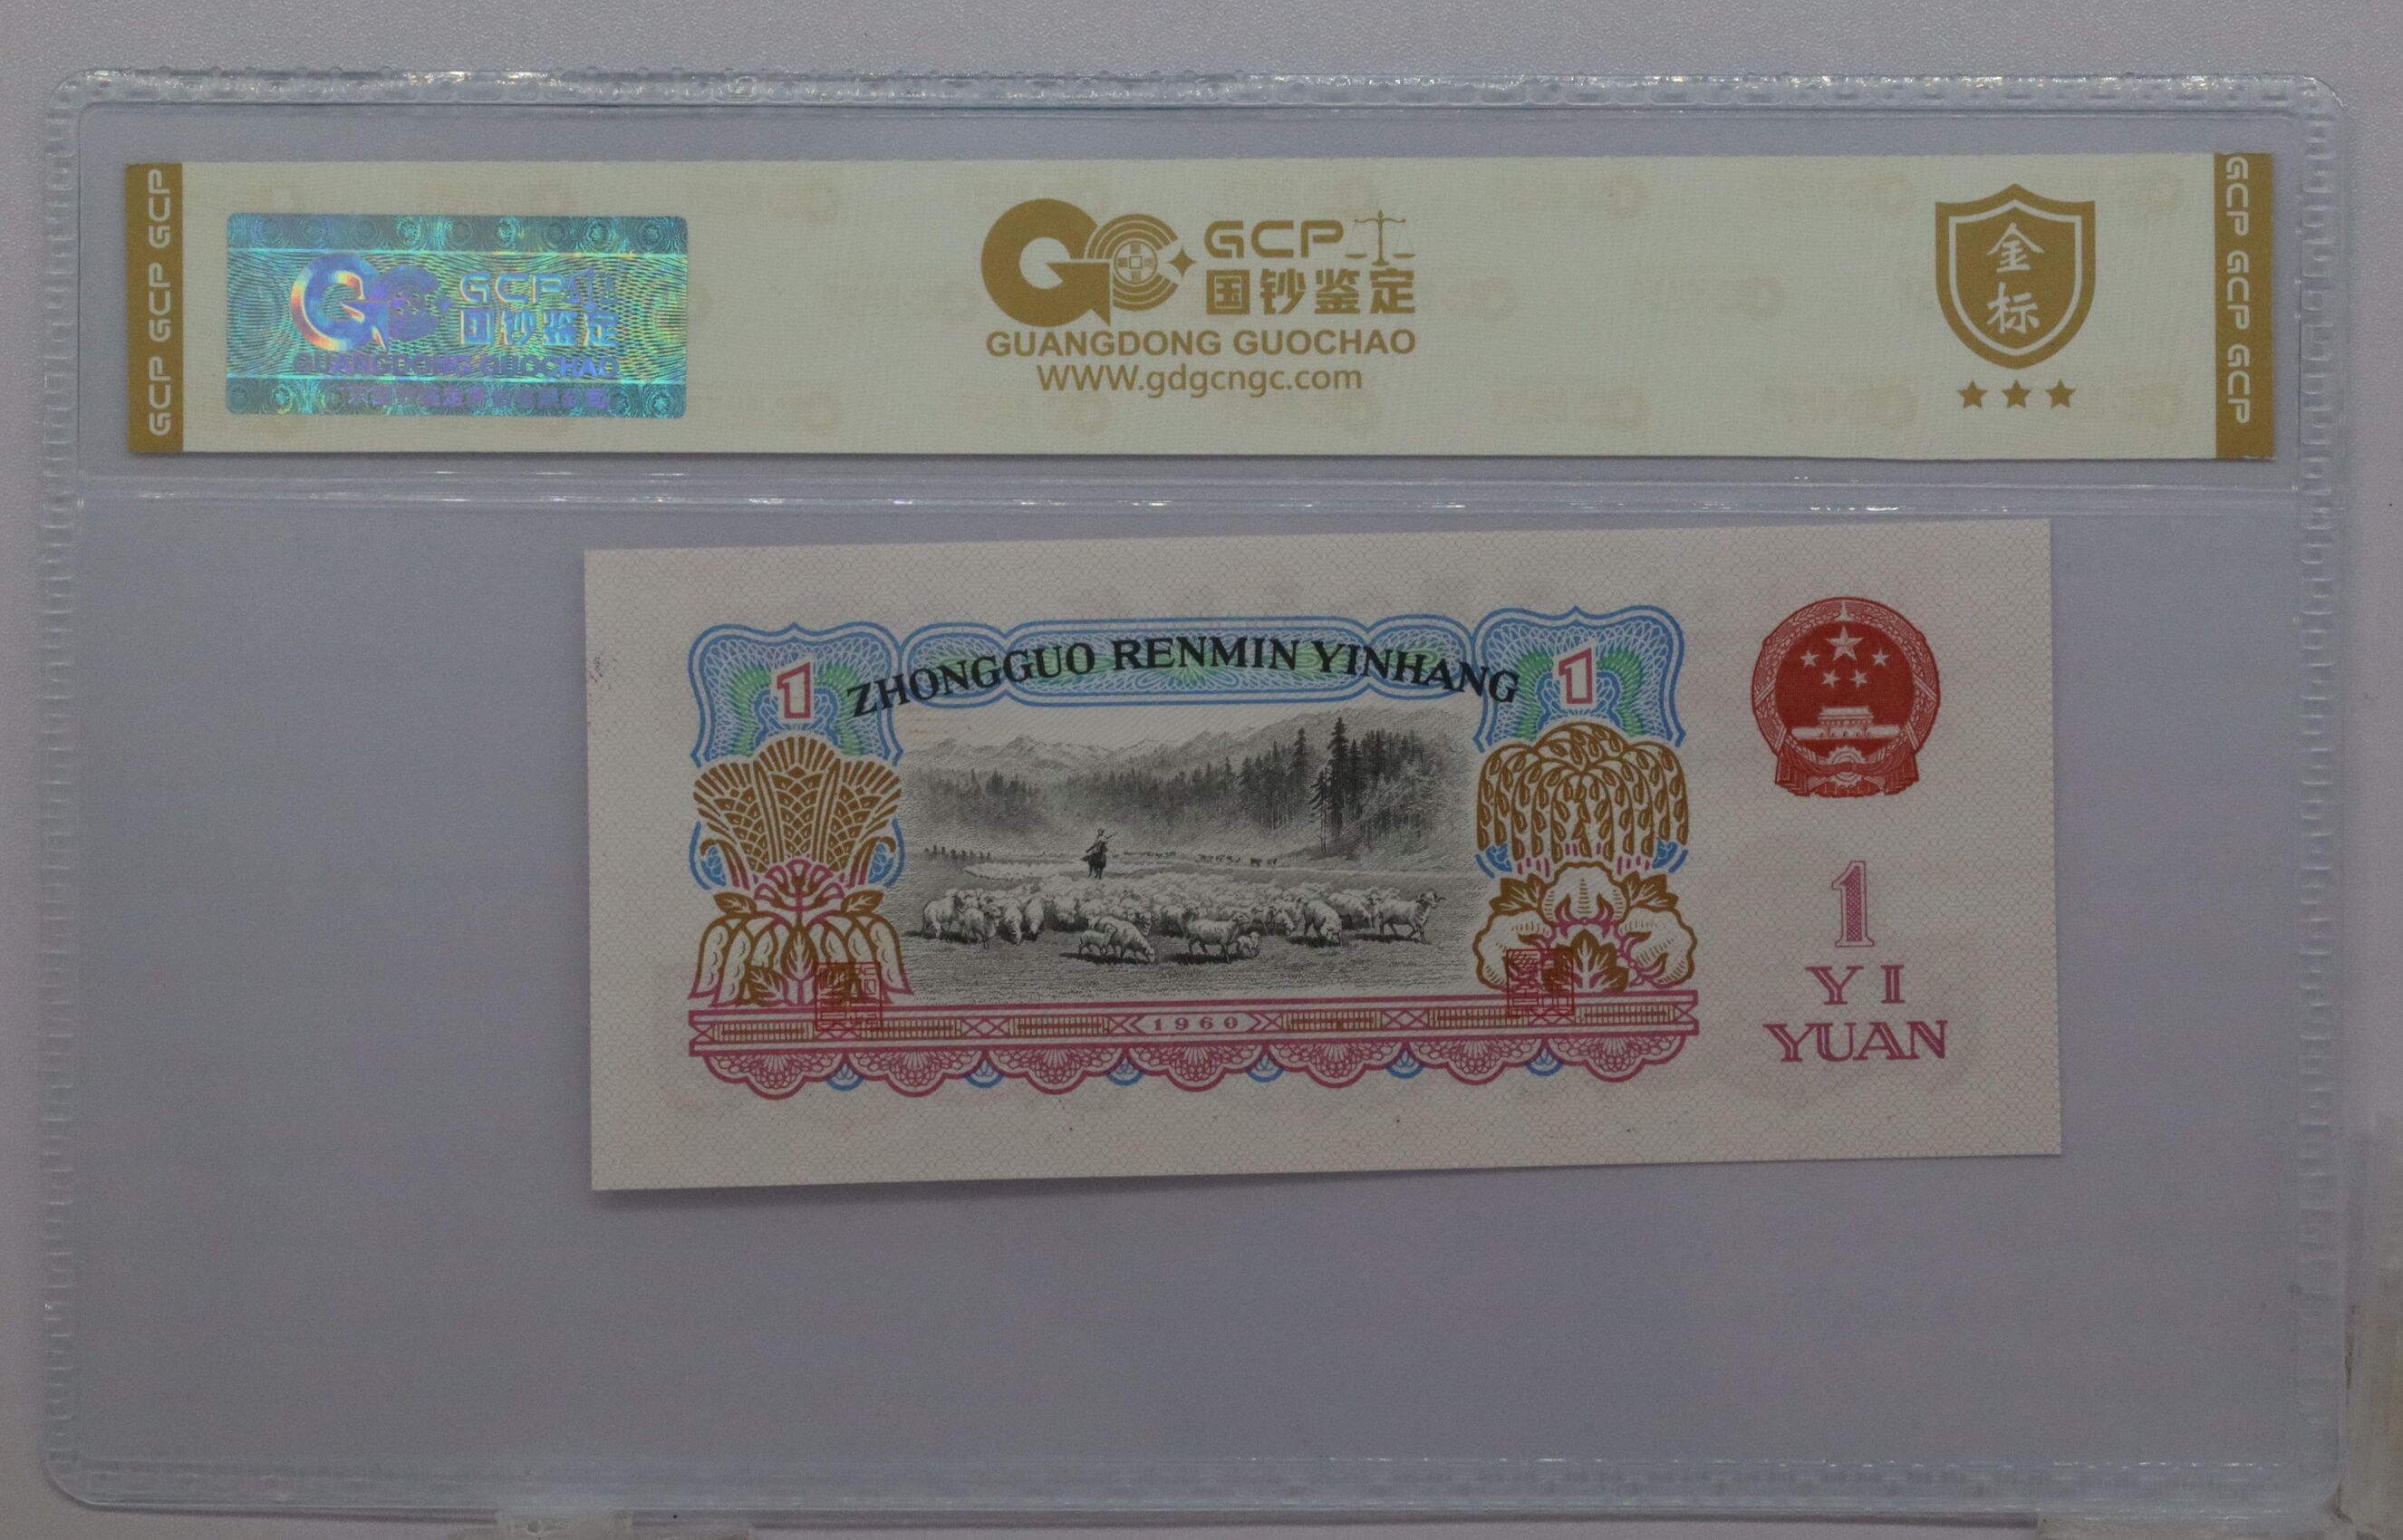 GCP GCP GCP
GCP
国钞鉴定
GUANGDONG GUOCHAO
GCP
国钞鉴定
GUANGDONG GUOCHAO
WWW.gdgcngc.com
金
标
GCP GCP GCP
ZHONGGUO RENMIN YINHANG
1
1
1
YI
YUAN
1960